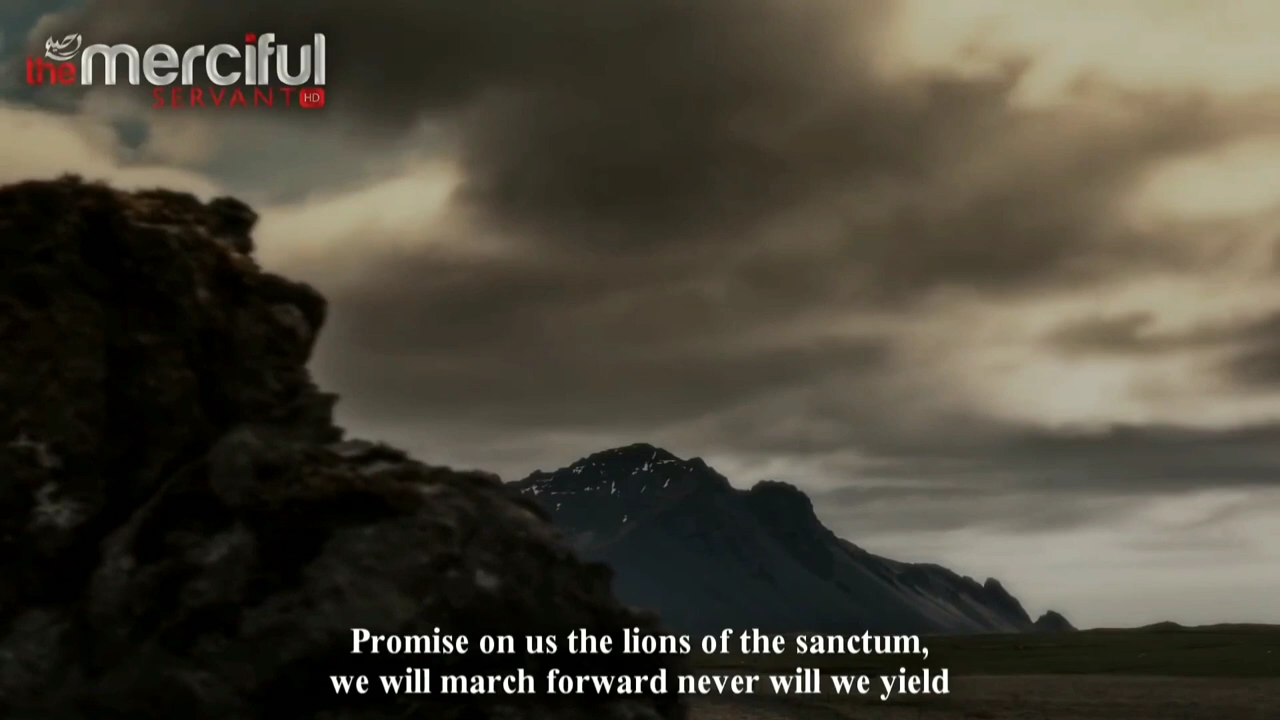 the merciful
SERVANT HD
Promise on us the lions of the sanctum,
we will march forward never will we yield